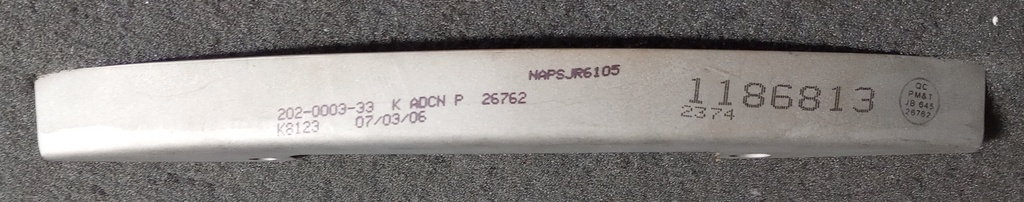 NAPSJR6105
202-0003-33 K ADCN P 26762
K8123 07/03/06
1186813
2374
QC
PM&T
JB 645
26762